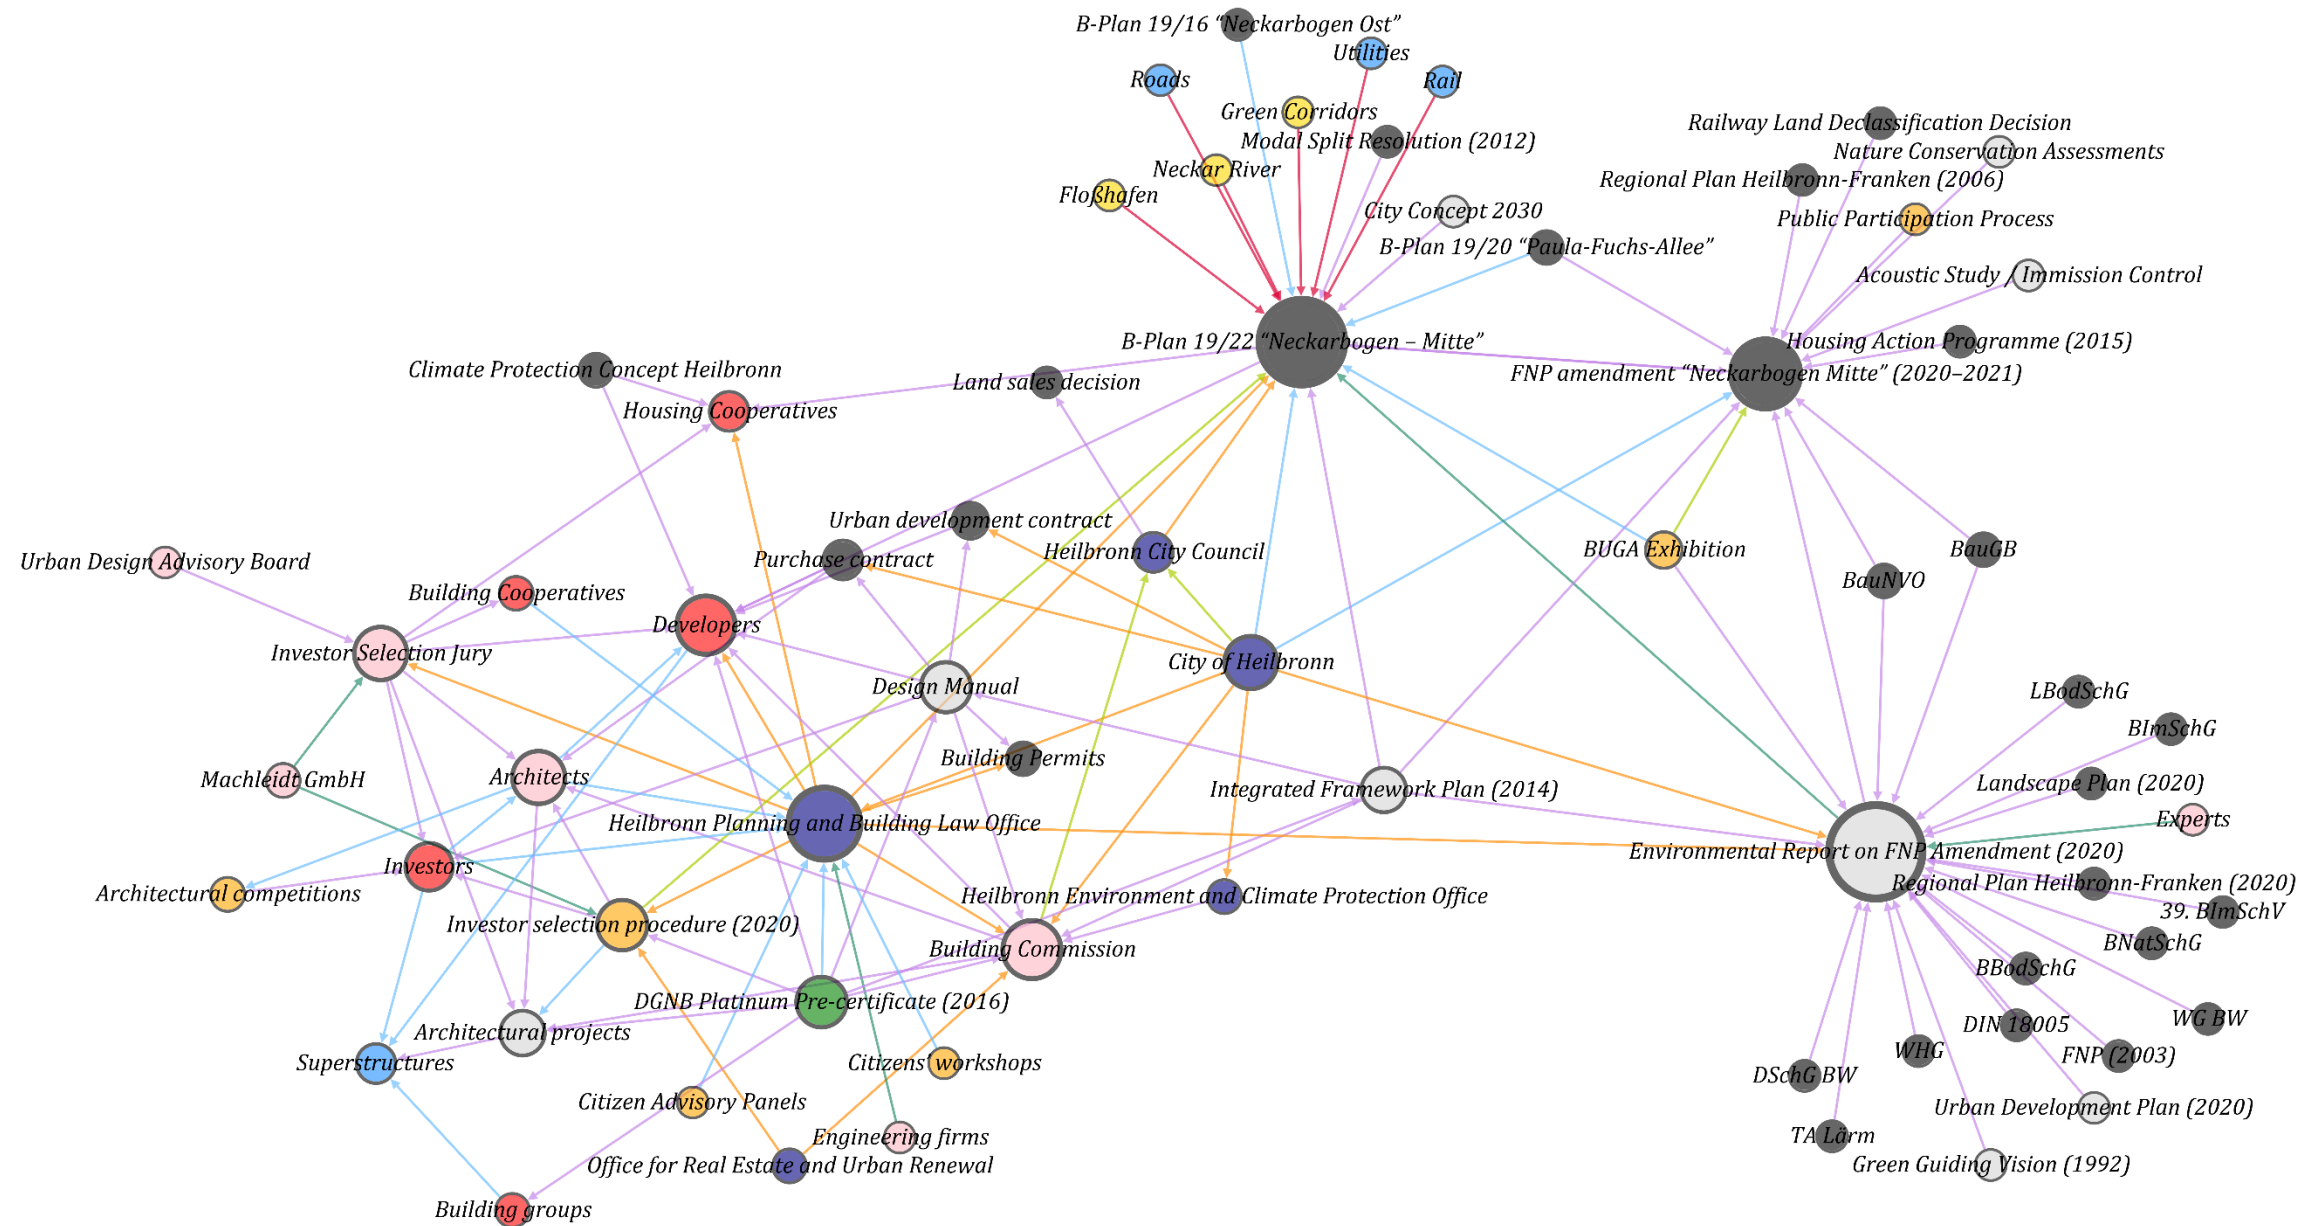 B-Plan 19/16 “Neckarbogen Ost”
Utilities
Roads
Rail
Green Corridors
Modal Split Resolution (2012)
Railway Land Declassification Decision
Nature Conservation Assessments
Neckar River
Floßhafen
Regional Plan Heilbronn-Franken (2006)
City Concept 2030
Public Participation Process
B-Plan 19/20 “Paula-Fuchs-Allee”
Acoustic Study / Immission Control
B-Plan 19/22 “Neckarbogen – Mitte”
Housing Action Programme (2015)
Climate Protection Concept Heilbronn
Land sales decision
FNP amendment “Neckarbogen Mitte” (2020–2021)
Housing Cooperatives
Urban development contract
Heilbronn City Council
BUGA Exhibition
BauGB
Urban Design Advisory Board
Purchase contract
BauNVO
Building Cooperatives
Developers
Investor Selection Jury
City of Heilbronn
Design Manual
LBodSchG
BImSchG
Machleidt GmbH
Architects
Building Permits
Integrated Framework Plan (2014)
Landscape Plan (2020)
Heilbronn Planning and Building Law Office
Experts
Environmental Report on FNP Amendment (2020)
Investors
Architectural competitions
Heilbronn Environment and Climate Protection Office
Regional Plan Heilbronn-Franken (2020)
39. BImSchV
Investor selection procedure (2020)
Building Commission
BNatSchG
BBodSchG
DGNB Platinum Pre-certificate (2016)
Architectural projects
DIN 18005
WG BW
Superstructures
Citizens’ workshops
WHG
FNP (2003)
DSchG BW
Citizen Advisory Panels
Urban Development Plan (2020)
Engineering firms
TA Lärm
Office for Real Estate and Urban Renewal
Green Guiding Vision (1992)
Building groups